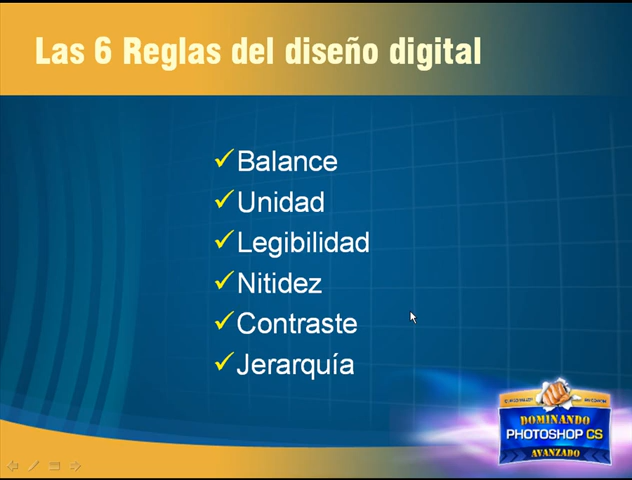 Las 6 Reglas del diseño digital
Balance
Unidad
Legibilidad
Nitidez
Contraste
Jerarquía
DOMINANDO
PHOTOSHOP CS
AVANZADO